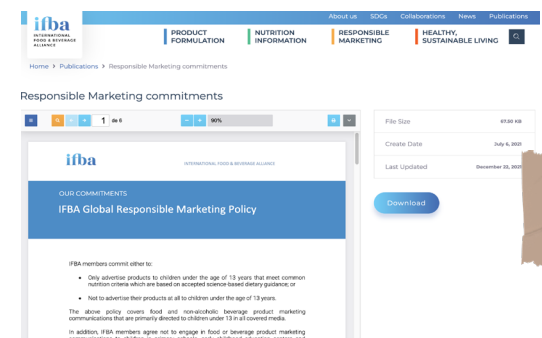 About us SDGs Collaborations News Publications
ifba
INTERNATIONAL
FOOD & BEVERAGE
ALLIANCE
PRODUCT
FORMULATION
NUTRITION
INFORMATION
RESPONSIBLE
MARKETING
HEALTHY,
SUSTAINABLE LIVING
Home > Publications > Responsible Marketing commitments
Responsible Marketing commitments
1 de 6
90%
File Size 67.50 KB
Create Date July 6, 2021
Last Updated December 22, 2021
Download
ifba
INTERNATIONAL FOOD & BEVERAGE ALLIANCE
OUR COMMITMENTS
IFBA Global Responsible Marketing Policy
IFBA members commit either to:
• Only advertise products to children under the age of 13 years that meet common
nutrition criteria which are based on accepted science-based dietary guidance; or
• Not to advertise their products at all to children under the age of 13 years.
The above policy covers food and non-alcoholic beverage product marketing
communications that are primarily directed to children under 13 in all covered media.
In addition, IFBA members agree not to engage in food or beverage product marketing